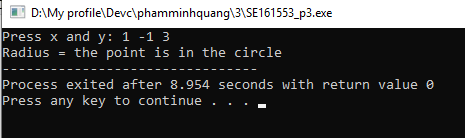 D:\My profile\Devc\phamminhquang\3\SE161553_p3.exe
Press x and y: 1 -1 3
Radius = the point is in the circle
--------------------------------
Process exited after 8.954 seconds with return value 0
Press any key to continue . . .